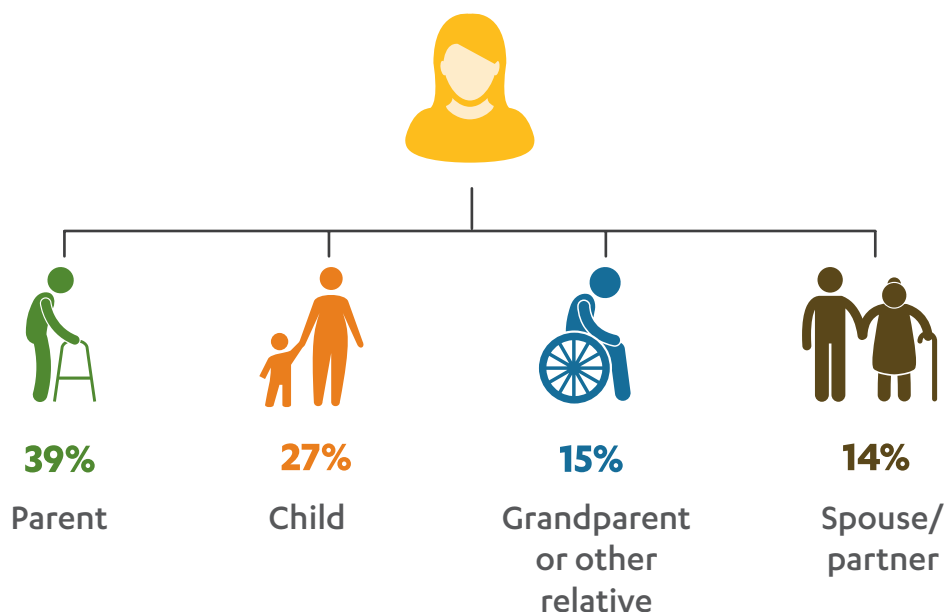 39%
Parent
27%
Child
15%
Grandparent
or other
relative
14%
Spouse/
partner